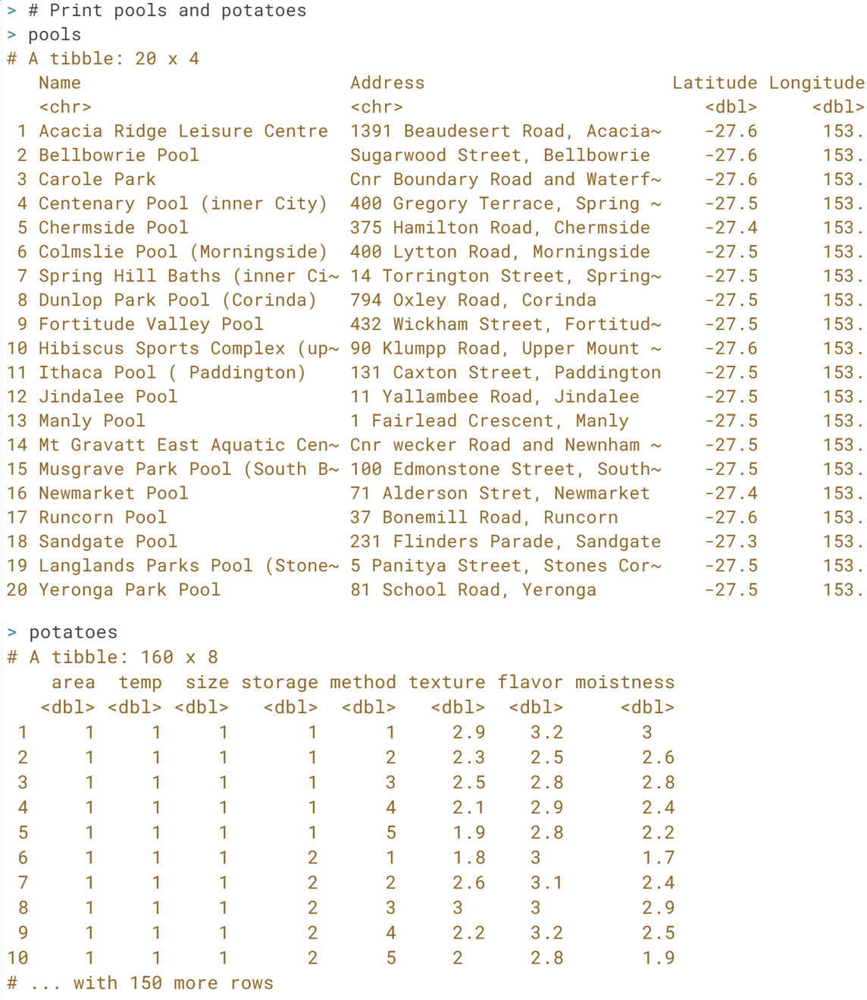 > # Print pools and potatoes
> pools
# A tibble: 20 x 4
   Name                         Address                       Latitude Longitude
   <chr>                        <chr>                            <dbl>     <dbl>
 1 Acacia Ridge Leisure Centre  1391 Beaudesert Road, Acacia~    -27.6      153.
 2 Bellbowrie Pool              Sugarwood Street, Bellbowrie     -27.6      153.
 3 Carole Park                  Cnr Boundary Road and Waterf~    -27.6      153.
 4 Centenary Pool (inner City)  400 Gregory Terrace, Spring ~    -27.5      153.
 5 Chermside Pool               375 Hamilton Road, Chermside     -27.4      153.
 6 Colmslie Pool (Morningside)  400 Lytton Road, Morningside     -27.5      153.
 7 Spring Hill Baths (inner Ci~ 14 Torrington Street, Spring~    -27.5      153.
 8 Dunlop Park Pool (Corinda)   794 Oxley Road, Corinda          -27.5      153.
 9 Fortitude Valley Pool        432 Wickham Street, Fortitud~    -27.5      153.
10 Hibiscus Sports Complex (up~ 90 Klumpp Road, Upper Mount ~    -27.6      153.
11 Ithaca Pool ( Paddington)    131 Caxton Street, Paddington    -27.5      153.
12 Jindalee Pool                11 Yallambee Road, Jindalee      -27.5      153.
13 Manly Pool                   1 Fairlead Crescent, Manly       -27.5      153.
14 Mt Gravatt East Aquatic Cen~ Cnr wecker Road and Newnham ~    -27.5      153.
15 Musgrave Park Pool (South B~ 100 Edmonstone Street, South~    -27.5      153.
16 Newmarket Pool               71 Alderson Stret, Newmarket     -27.4      153.
17 Runcorn Pool                 37 Bonemill Road, Runcorn        -27.6      153.
18 Sandgate Pool                231 Flinders Parade, Sandgate    -27.3      153.
19 Langlands Parks Pool (Stone~ 5 Panitya Street, Stones Cor~    -27.5      153.
20 Yeronga Park Pool            81 School Road, Yeronga          -27.5      153.
> potatoes
# A tibble: 160 x 8
    area  temp  size storage method texture flavor moistness
   <dbl> <dbl> <dbl>   <dbl>  <dbl>   <dbl>  <dbl>     <dbl>
 1     1     1     1       1      1     2.9    3.2       3
 2     1     1     1       1      2     2.3    2.5       2.6
 3     1     1     1       1      3     2.5    2.8       2.8
 4     1     1     1       1      4     2.1    2.9       2.4
 5     1     1     1       1      5     1.9    2.8       2.2
 6     1     1     1       2      1     1.8    3         1.7
 7     1     1     1       2      2     2.6    3.1       2.4
 8     1     1     1       2      3     3      3         2.9
 9     1     1     1       2      4     2.2    3.2       2.5
10     1     1     1       2      5     2      2.8       1.9
# ... with 150 more rows